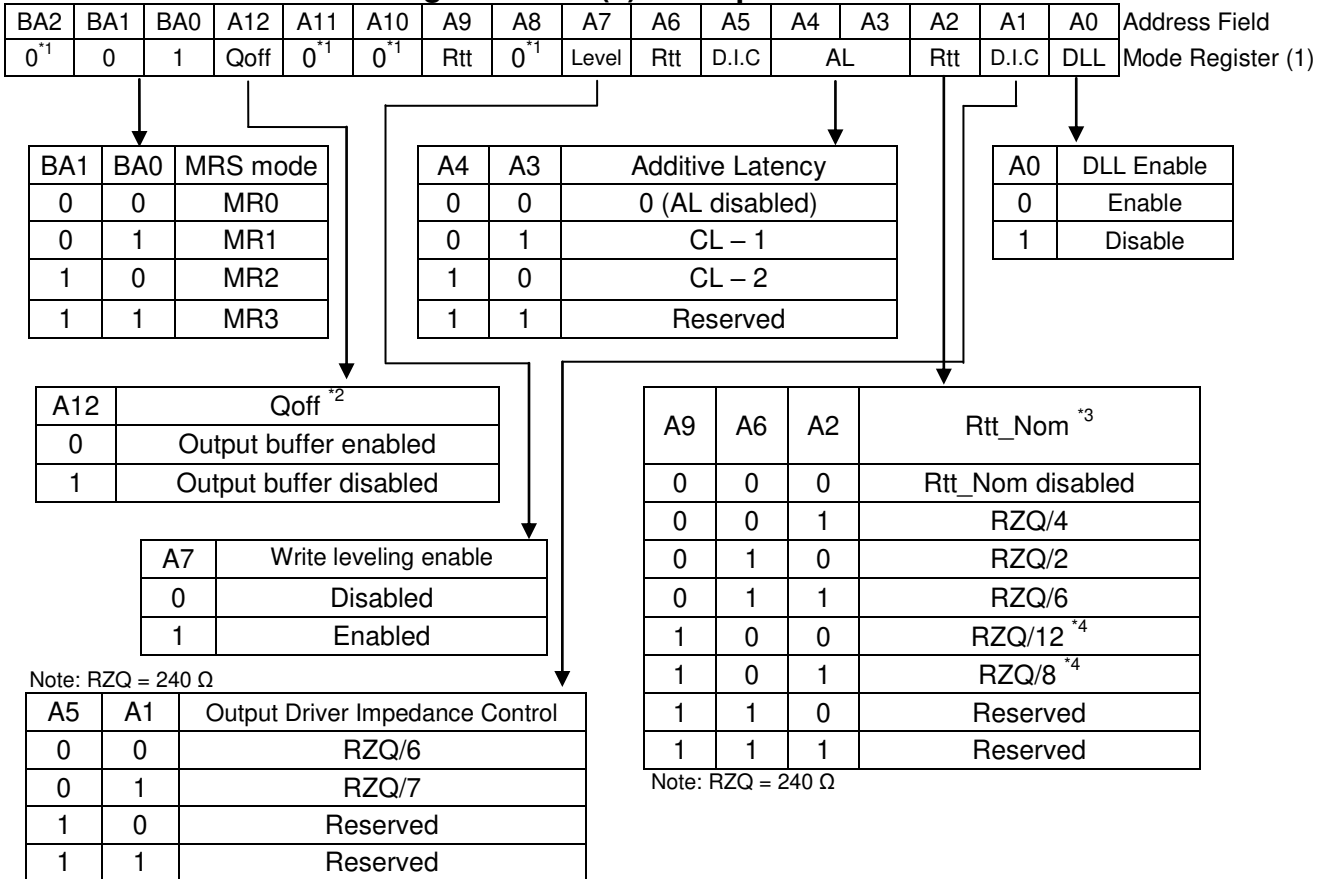 BA2 BA1 BA0 A12 A11 A10 A9 A8 A7 A6 A5 A4 A3 A2 A1 A0 Address Field
0*1 0 1 Qoff 0*1 0*1 Rtt 0*1 Level Rtt D.I.C AL Rtt D.I.C DLL Mode Register (1)
BA1 BA0 MRS mode
0 0 MR0
0 1 MR1
1 0 MR2
1 1 MR3
A4 A3 Additive Latency
0 0 0 (AL disabled)
0 1 CL – 1
1 0 CL – 2
1 1 Reserved
A0 DLL Enable
0 Enable
1 Disable
A12 Qoff *2
0 Output buffer enabled
1 Output buffer disabled
A7 Write leveling enable
0 Disabled
1 Enabled
Note: RZQ = 240 Ω
A5 A1 Output Driver Impedance Control
0 0 RZQ/6
0 1 RZQ/7
1 0 Reserved
1 1 Reserved
A9 A6 A2 Rtt_Nom *3
0 0 0 Rtt_Nom disabled
0 0 1 RZQ/4
0 1 0 RZQ/2
0 1 1 RZQ/6
1 0 0 RZQ/12 *4
1 0 1 RZQ/8 *4
1 1 0 Reserved
1 1 1 Reserved
Note: RZQ = 240 Ω